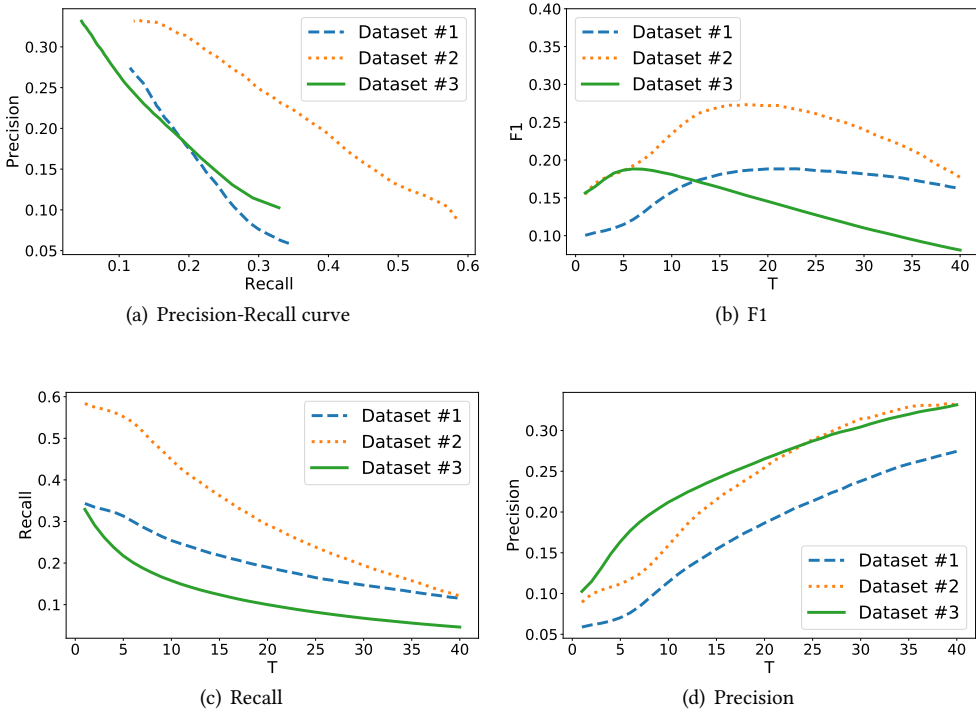 0.30
0.25
0.20
0.15
0.10
0.05
Precision
0.1 0.2 0.3 0.4 0.5 0.6
Recall
Dataset #1
Dataset #2
Dataset #3
(a) Precision-Recall curve
0.40
0.35
0.30
0.25
0.20
0.15
0.10
F1
0 5 10 15 20 25 30 35 40
T
Dataset #1
Dataset #2
Dataset #3
(b) F1
0.6
0.5
0.4
0.3
0.2
0.1
Recall
0 5 10 15 20 25 30 35 40
T
Dataset #1
Dataset #2
Dataset #3
(c) Recall
0.30
0.25
0.20
0.15
0.10
0.05
Precision
0 5 10 15 20 25 30 35 40
T
Dataset #1
Dataset #2
Dataset #3
(d) Precision